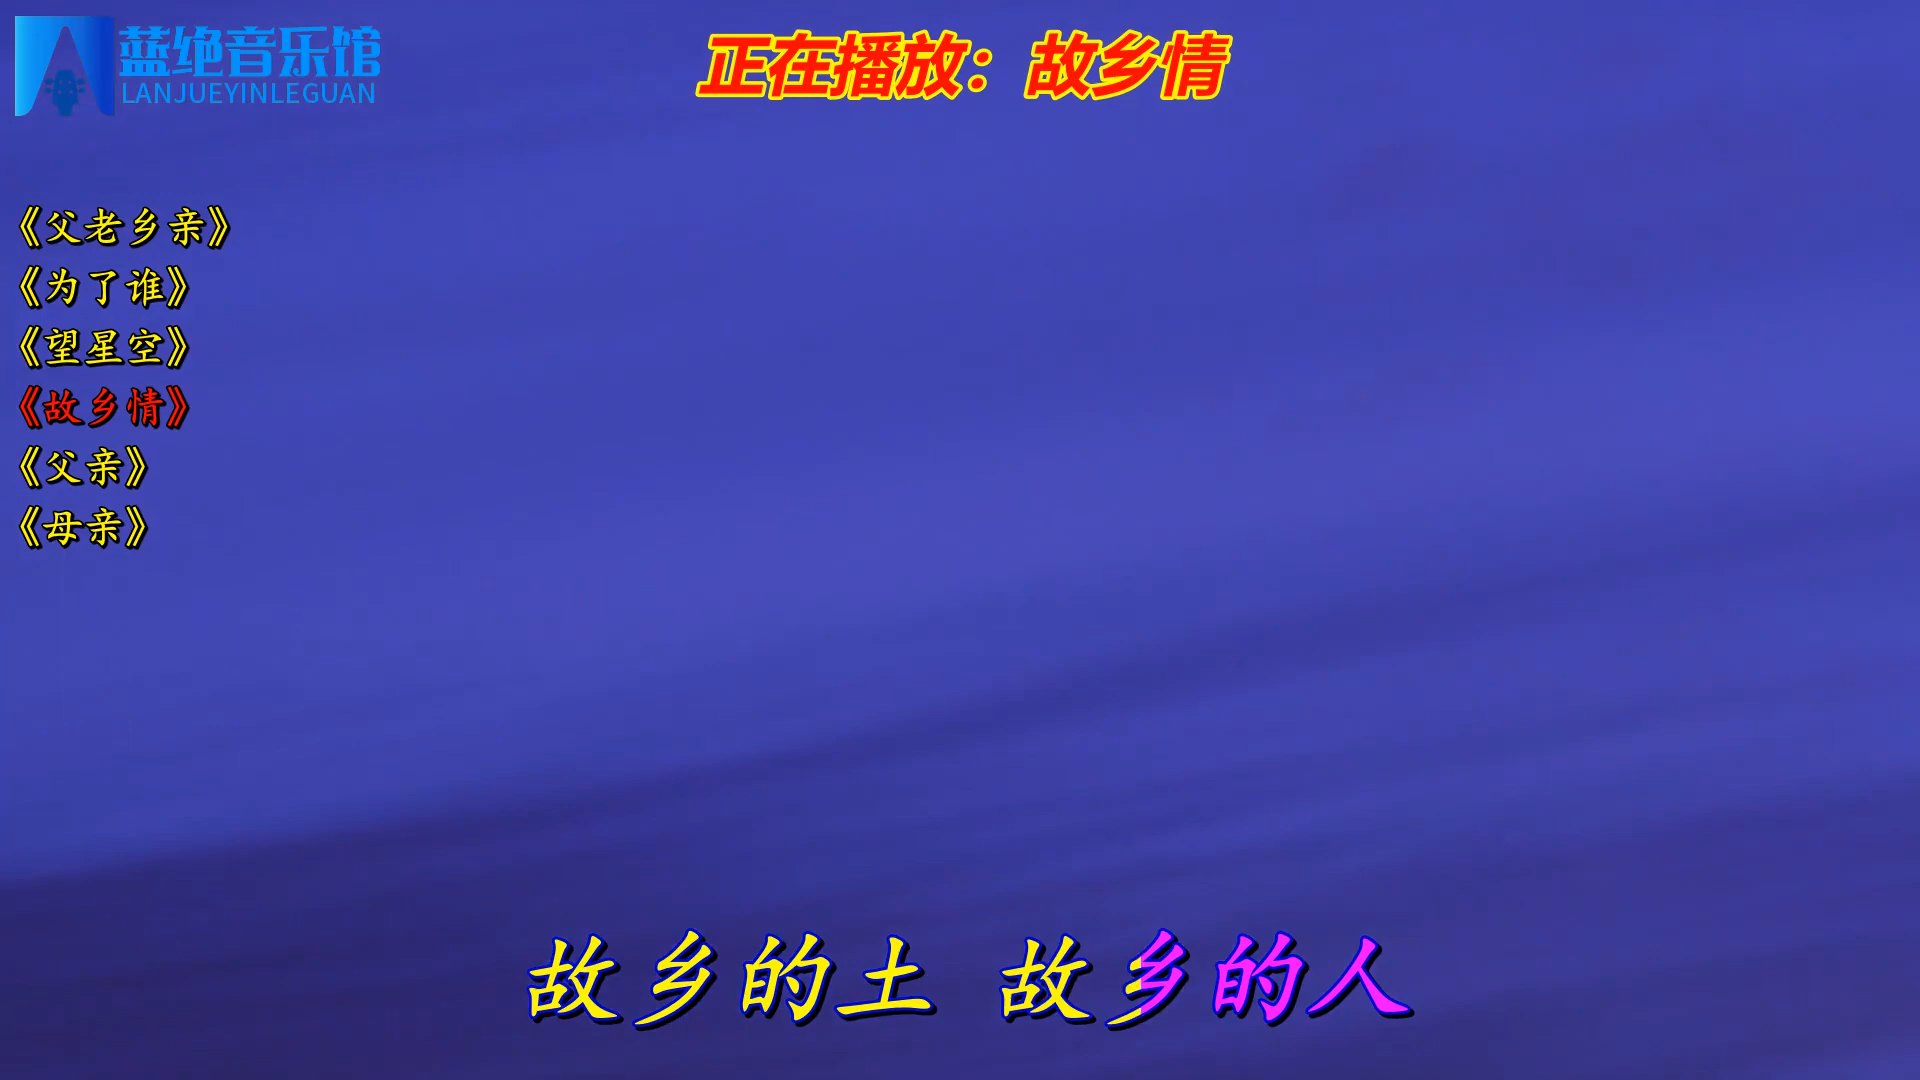 蓝绝音乐馆
LANJUEYINLEGUAN
正在播放：故乡情
《父老乡亲》
《为了谁》
《望星空》
《故乡情》
《父亲》
《母亲》
故乡的土 故乡的人